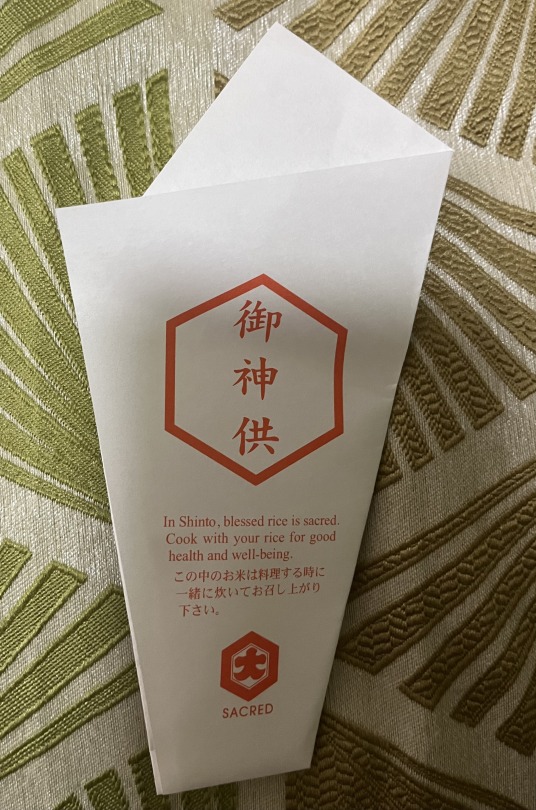 御神供
In Shinto, blessed rice is sacred.
Cook with your rice for good
health and well-being.
この中のお米は料理する時に
一緒に炊いてお召し上がり
下さい。
大
SACRED